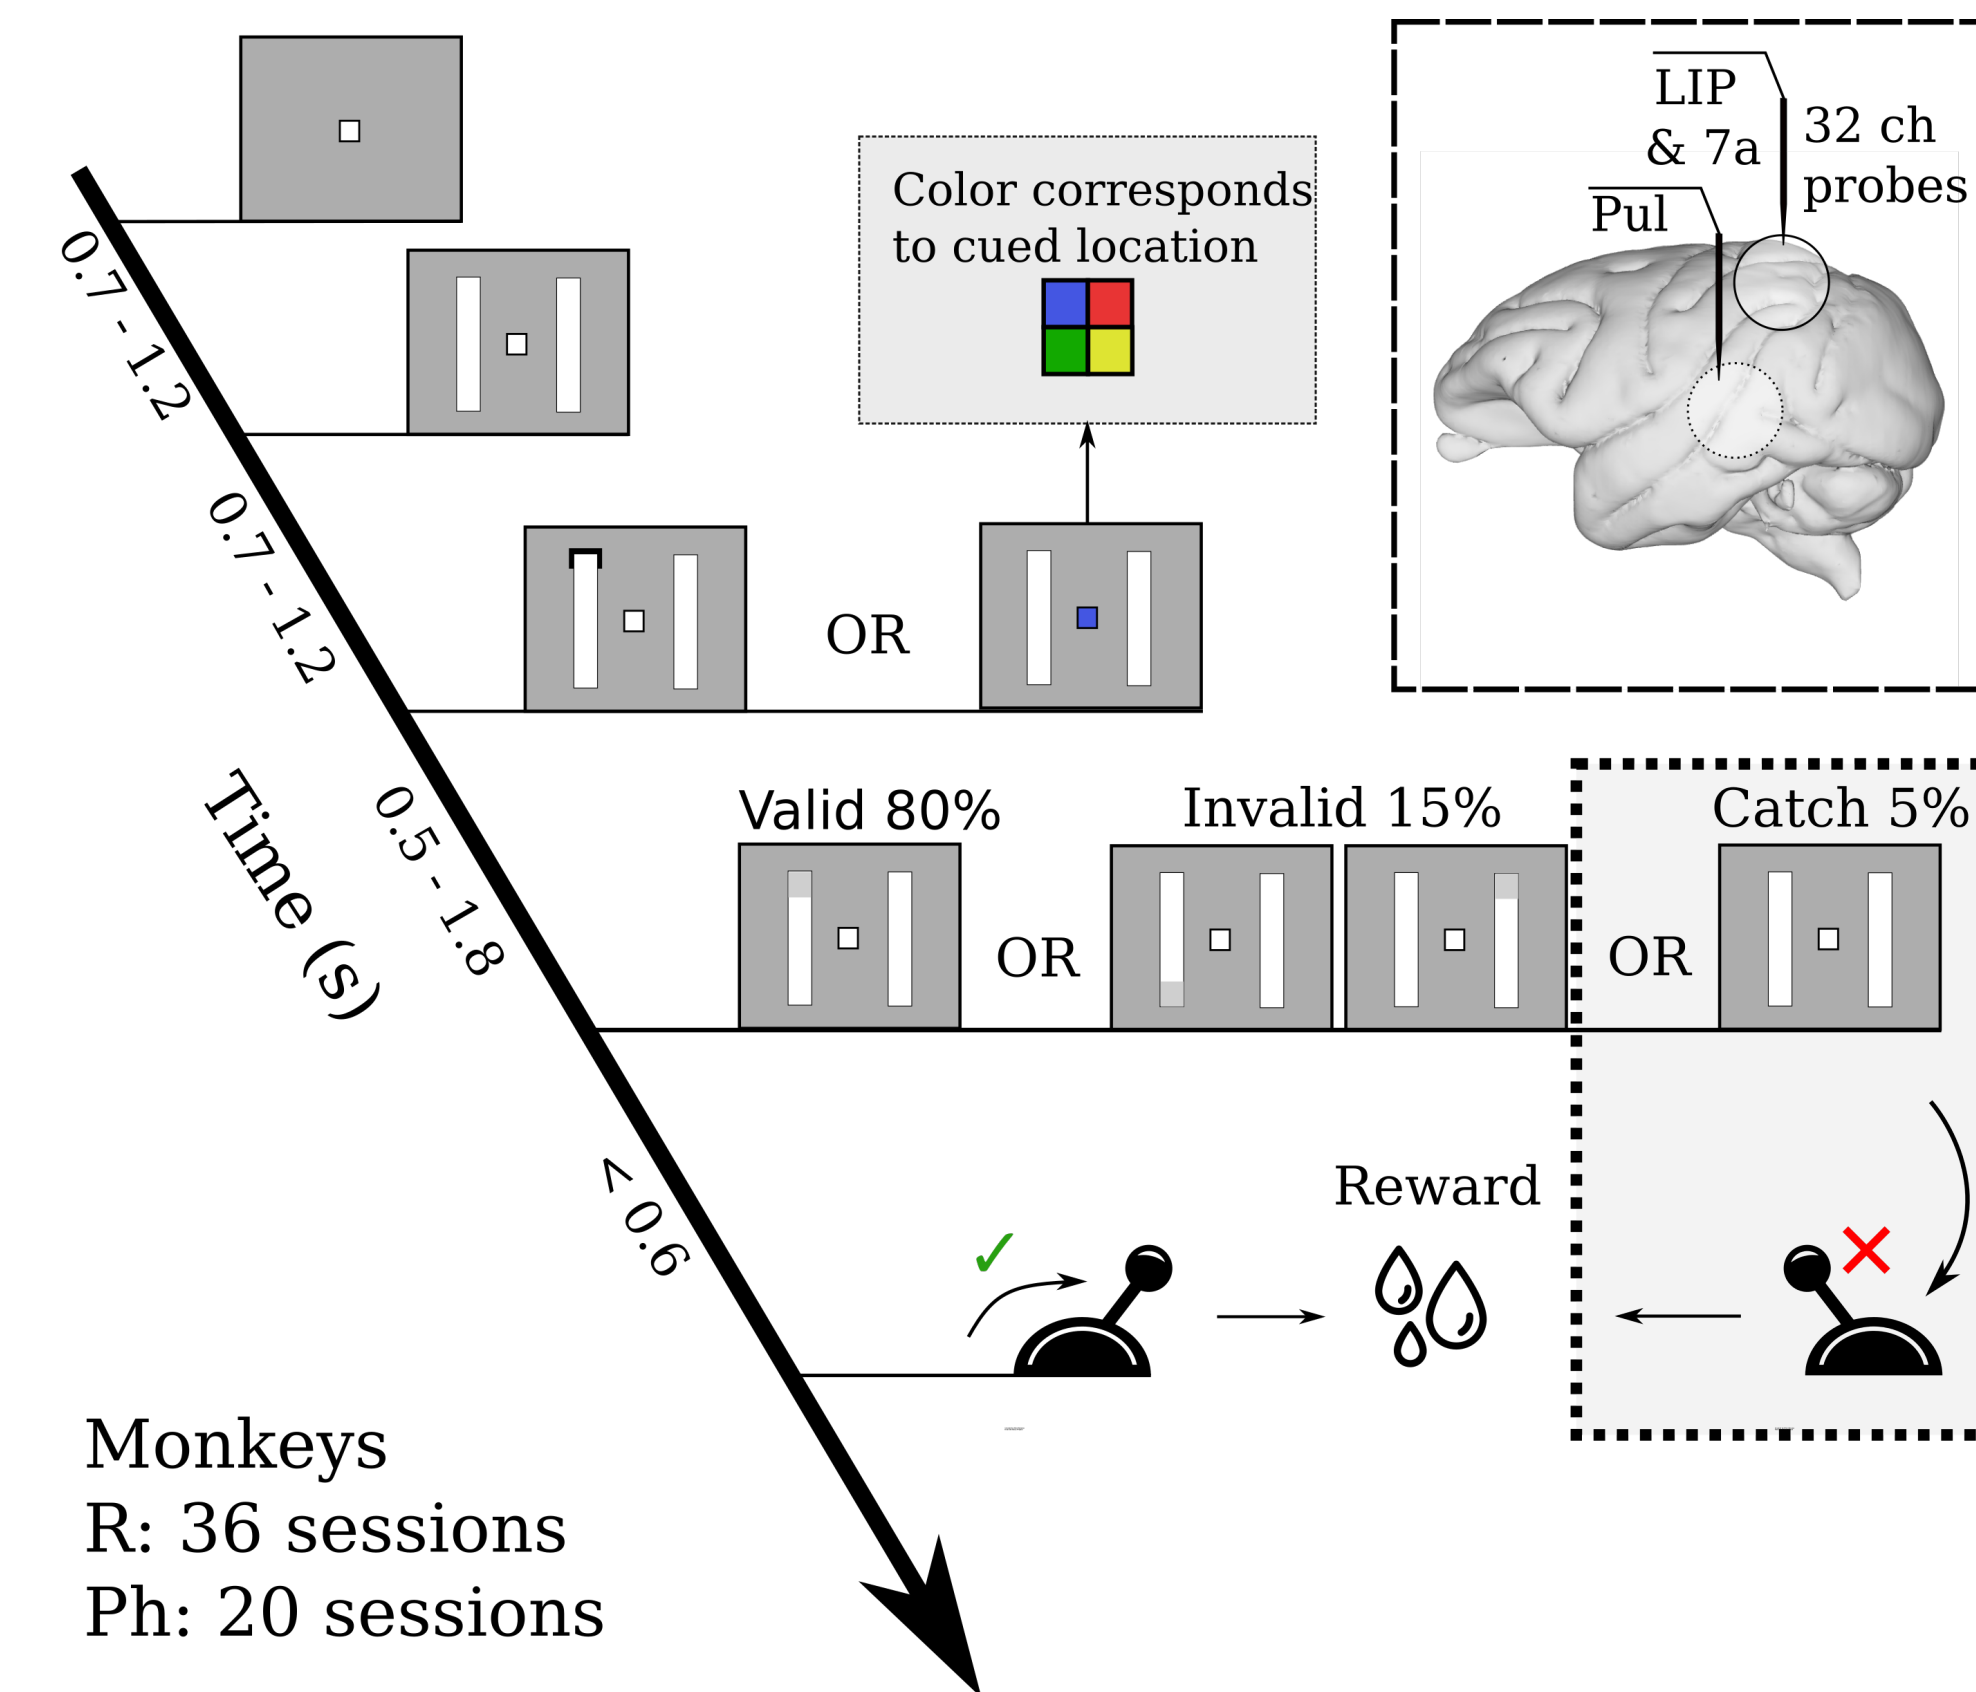 LIP
& 7a
32 ch
probes
Pul
Color corresponds
to cued location
0.7 - 1.2
0.7 - 1.2
OR
Time (s)
0.5 - 1.8
Valid 80%
Invalid 15%
Catch 5%
OR
OR
< 0.6
Reward
Monkeys
R: 36 sessions
Ph: 20 sessions